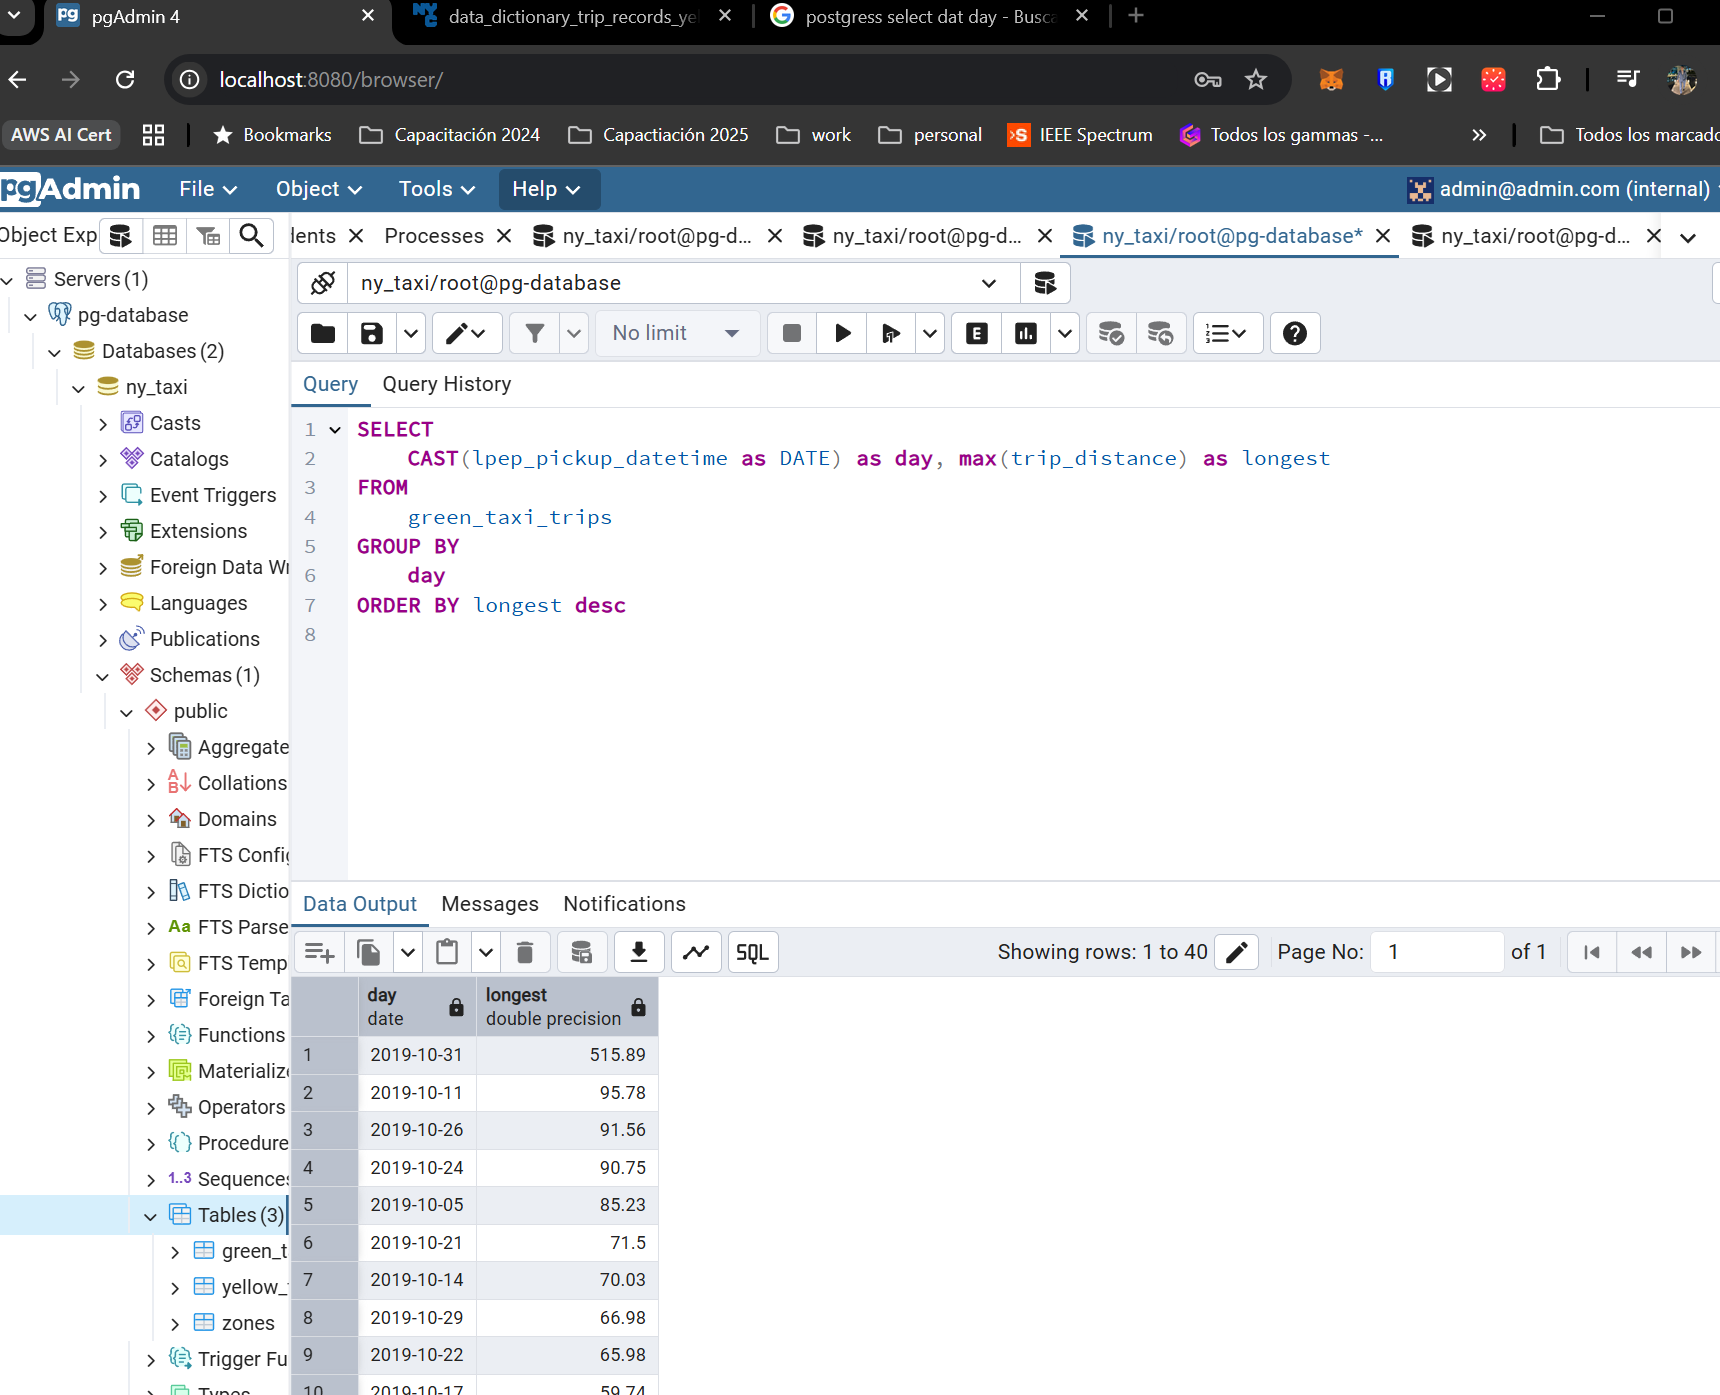 pgAdmin 4
data_dictionary_trip_records_ye
postgress select dat day - Busca
localhost:8080/browser/
AWS AI Cert
Bookmarks
Capacitación 2024
Capactiación 2025
work
personal
IEEE Spectrum
Todos los gammas -...
Todos los marcado
pgAdmin
File
Object
Tools
Help
admin@admin.com (internal)
Object Exp
dents
Processes
ny_taxi/root@pg-d...
ny_taxi/root@pg-d...
ny_taxi/root@pg-database*
ny_taxi/root@pg-d...
Servers (1)
pg-database
Databases (2)
ny_taxi
Casts
Catalogs
Event Triggers
Extensions
Foreign Data Wr
Languages
Publications
Schemas (1)
public
Aggregate
Collations
Domains
FTS Config
FTS Dictio
Aa FTS Parse
FTS Temp
Foreign Ta
Functions
Materialize
Operators
Procedure
1..3 Sequences
Tables (3)
green_t
yellow_
zones
Trigger Fu
Types
ny_taxi/root@pg-database
No limit
E
Query
Query History
1 SELECT
2 CAST(lpep_pickup_datetime as DATE) as day, max(trip_distance) as longest
3 FROM
4 green_taxi_trips
5 GROUP BY
6 day
7 ORDER BY longest desc
8
Data Output
Messages
Notifications
SQL
Showing rows: 1 to 40
Page No: 1 of 1
day date
longest double precision
1 2019-10-31 515.89
2 2019-10-11 95.78
3 2019-10-26 91.56
4 2019-10-24 90.75
5 2019-10-05 85.23
6 2019-10-21 71.5
7 2019-10-14 70.03
8 2019-10-29 66.98
9 2019-10-22 65.98
10 2019-10-17 59.74